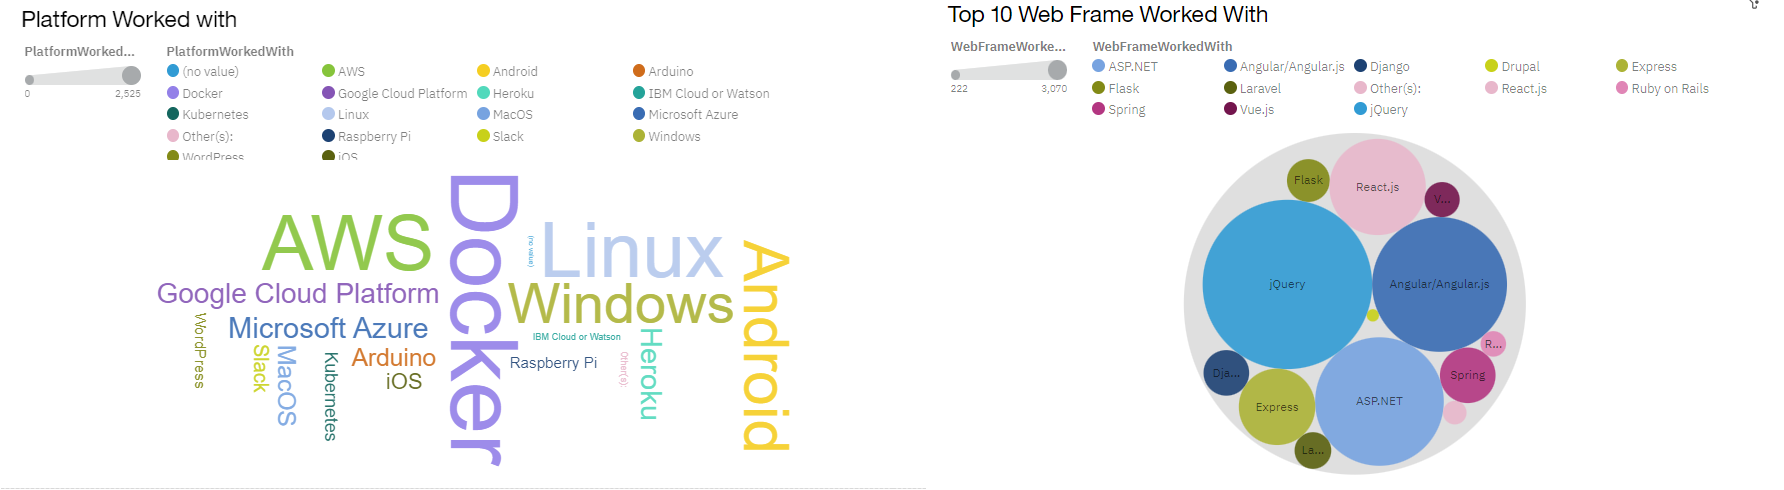 Platform Worked with
PlatformWorked...
0 2,525
PlatformWorkedWith
(no value) AWS Android Arduino
Docker Google Cloud Platform Heroku IBM Cloud or Watson
Kubernetes Linux MacOS Microsoft Azure
Other(s): Raspberry Pi Slack Windows
WordPress iOS
Docker
AWS
(no value)
Linux
Android
Google Cloud Platform
Windows
WordPress
Microsoft Azure
IBM Cloud or Watson
Heroku
Slack
MacOS
Kubernetes
Arduino
Raspberry Pi
Other(s):
iOS
Top 10 Web Frame Worked With
WebFrameWorke...
222 3,070
WebFrameWorkedWith
ASP.NET Angular/Angular.js Django Drupal Express
Flask Laravel Other(s): React.js Ruby on Rails
Spring Vue.js jQuery
Flask
React.js
V...
jQuery
Angular/Angular.js
R...
Dja...
Spring
Express
ASP.NET
La...